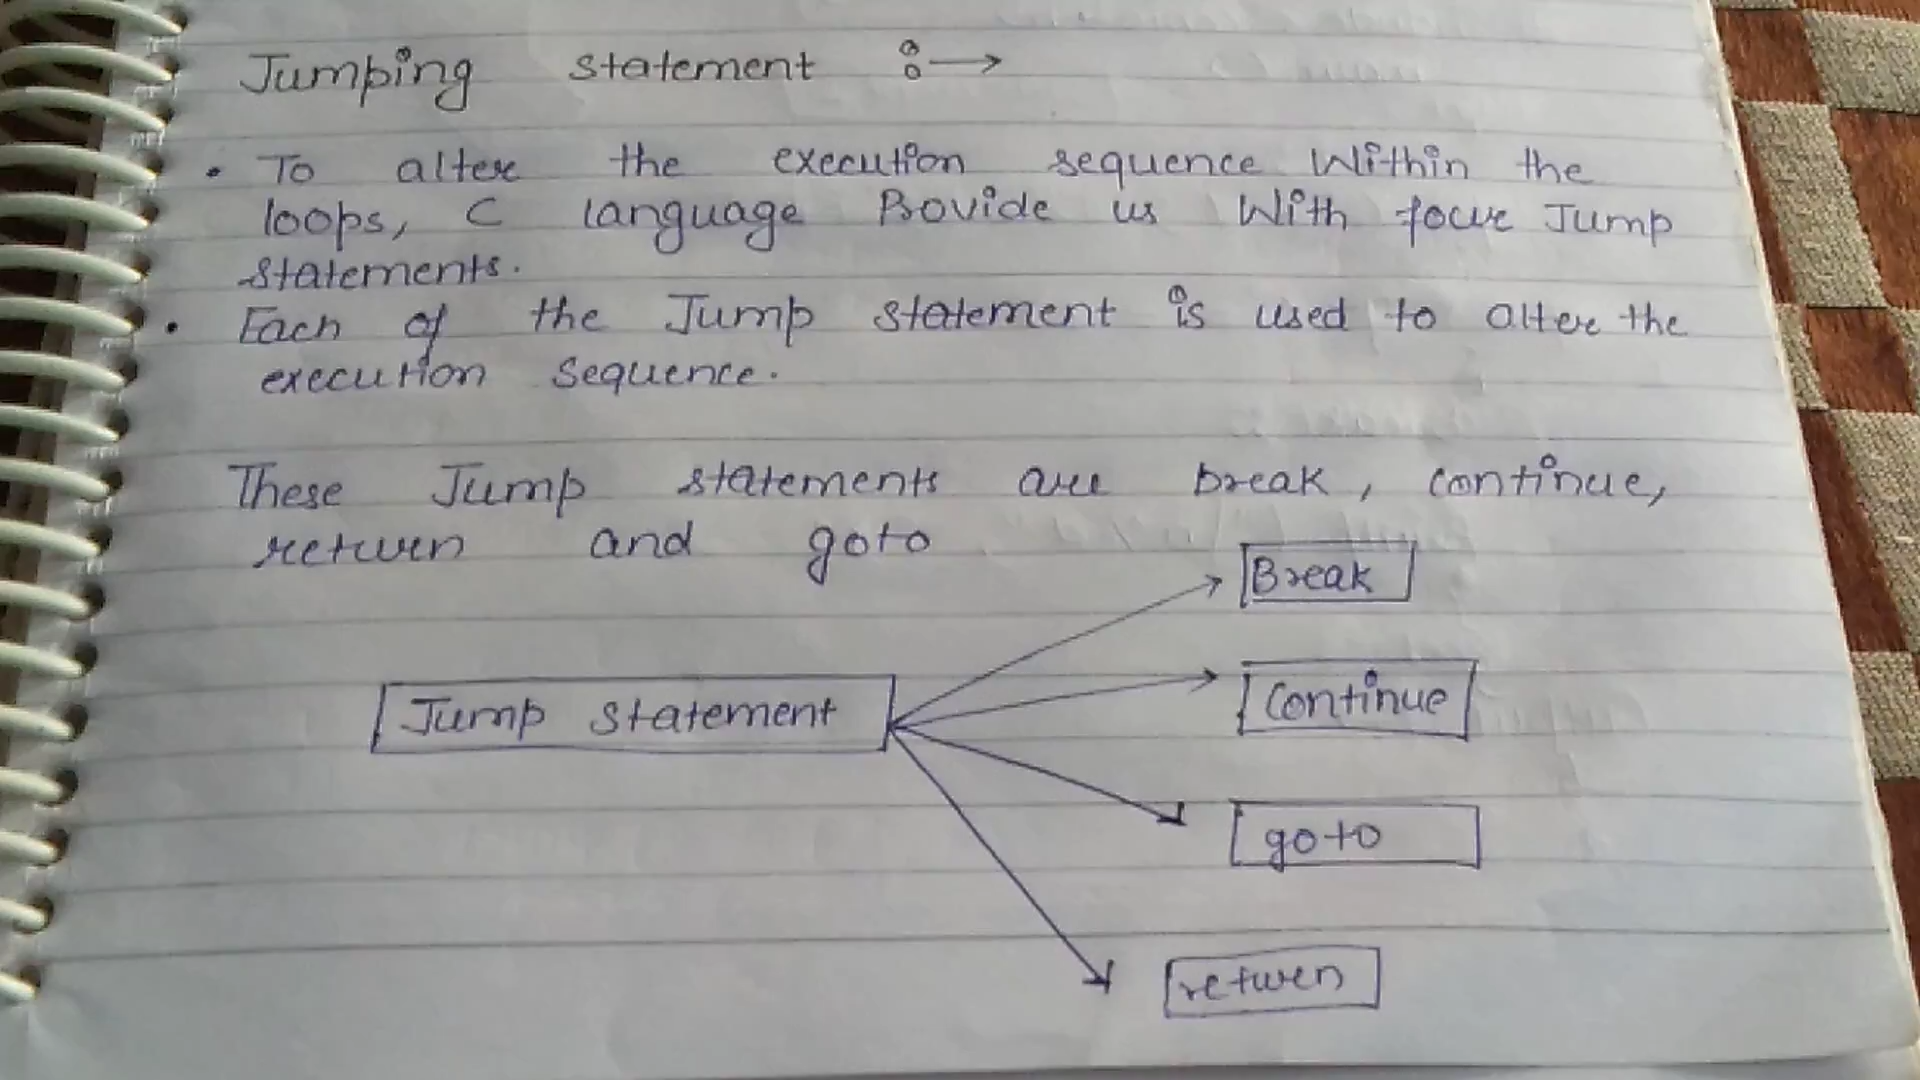 Jumping statement :→
• To alter the execution sequence Within the
loops, C language Provide us With four Jump
statements.
• Each of the Jump statement is used to alter the
execution sequence.
These Jump statements are break, continue,
return and goto
Break
Continue
Jump statement
goto
return